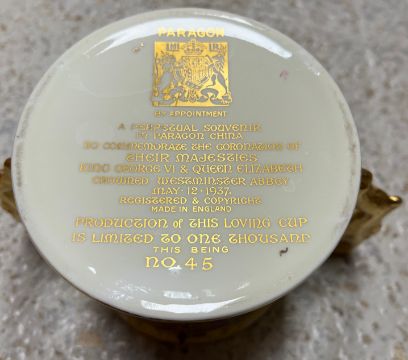 PARAGON
BY APPOINTMENT
A PERPETUAL SOUVENIR
BY PARAGON CHINA
TO COMMEMORATE THE CORONATION OF
THEIR MAJESTIES
KING GEORGE VI & QUEEN ELIZABETH
CROWNED WESTMINSTER ABBEY
MAY·12·1937.
REGISTERED & COPYRIGHT
MADE IN ENGLAND
PRODUCTION OF THIS LOVING CUP
IS LIMITED TO ONE THOUSAND
THIS BEING
NO. 45